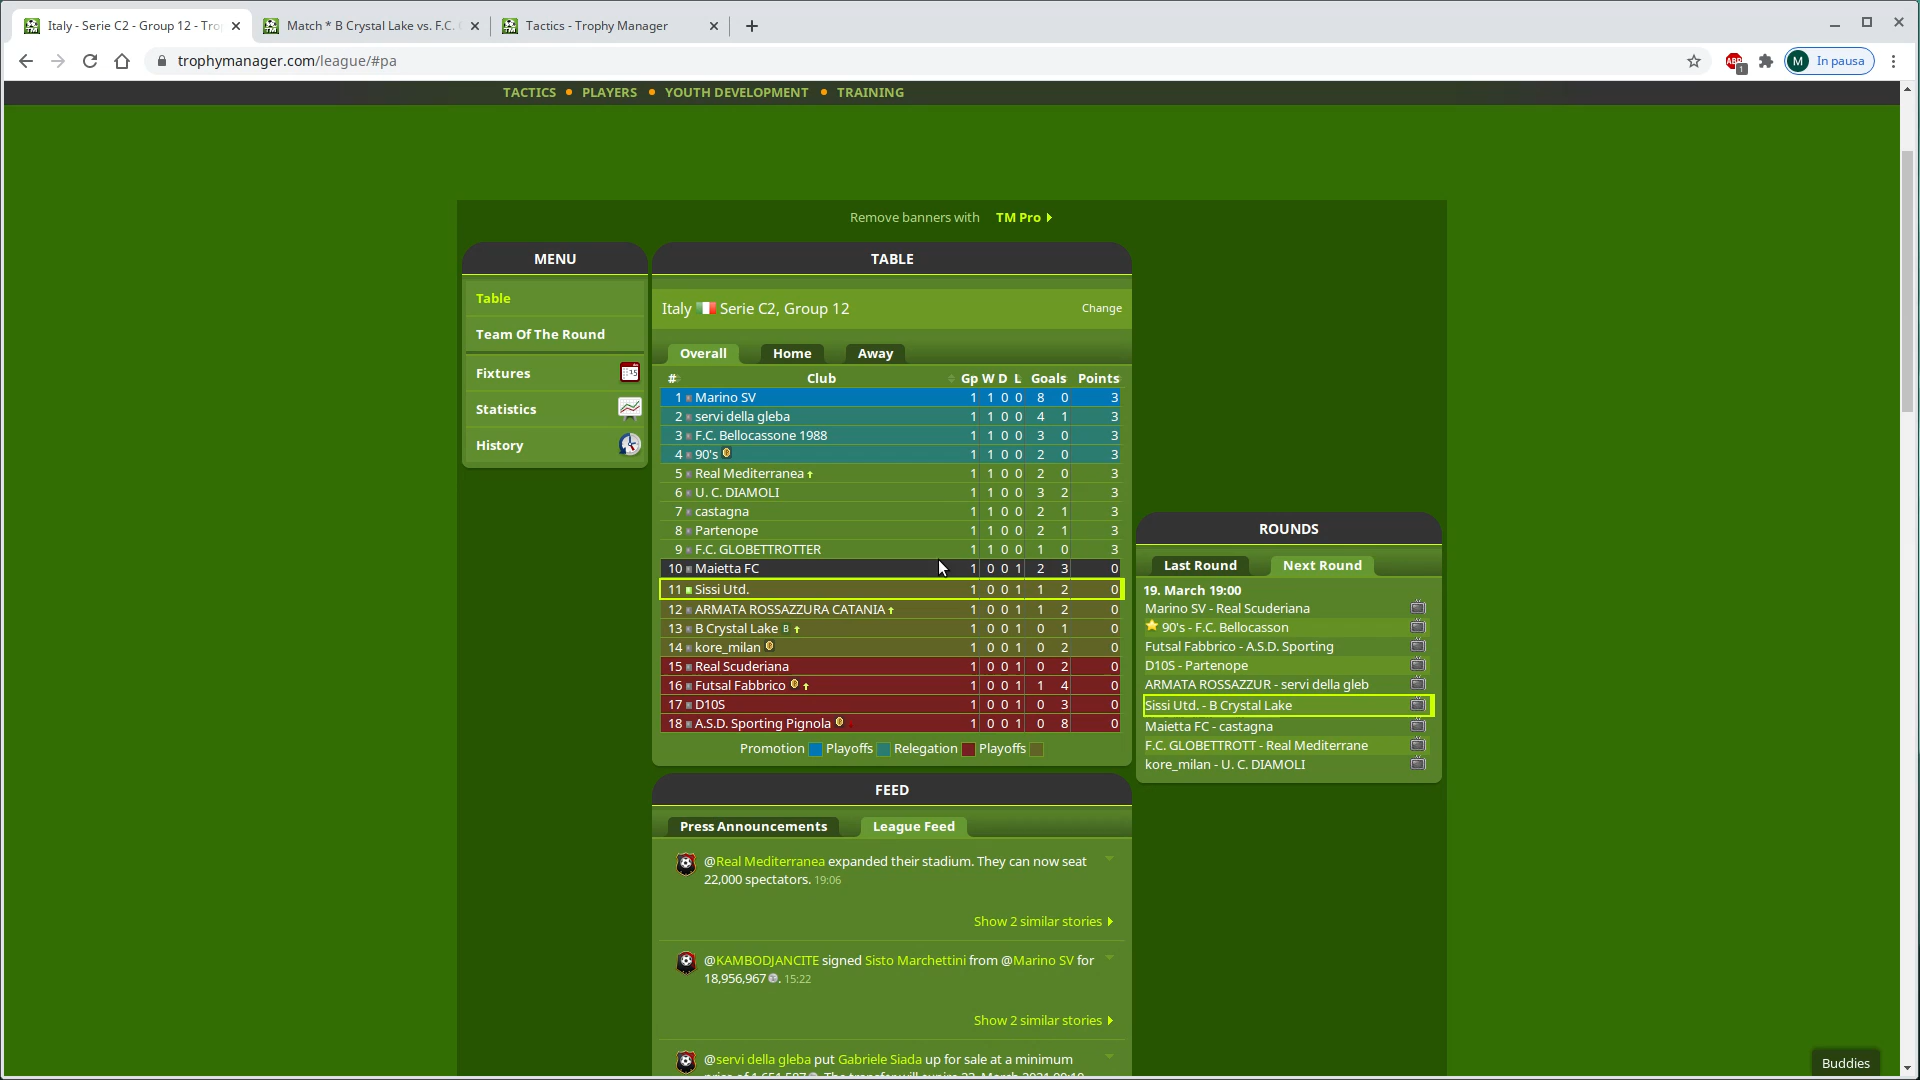 Italy - Serie C2 - Group 12 - Tro
Match * B Crystal Lake vs. F.C.
Tactics - Trophy Manager
trophymanager.com/league/#pa
ABP
1
M
In pausa
TACTICS • PLAYERS • YOUTH DEVELOPMENT • TRAINING
Remove banners with TM Pro
MENU
Table
Team Of The Round
Fixtures
15
Statistics
History
TABLE
Italy Serie C2, Group 12
Change
Overall Home Away
# Club Gp W D L Goals Points
1 Marino SV 1 1 0 0 8 0 3
2 servi della gleba 1 1 0 0 4 1 3
3 F.C. Bellocassone 1988 1 1 0 0 3 0 3
4 90's 1 1 0 0 2 0 3
5 Real Mediterranea 1 1 0 0 2 0 3
6 U. C. DIAMOLI 1 1 0 0 3 2 3
7 castagna 1 1 0 0 2 1 3
8 Partenope 1 1 0 0 2 1 3
9 F.C. GLOBETTROTTER 1 1 0 0 1 0 3
10 Maietta FC 1 0 0 1 2 3 0
11 Sissi Utd. 1 0 0 1 1 2 0
12 ARMATA ROSSAZZURRA CATANIA 1 0 0 1 1 2 0
13 B Crystal Lake B 1 0 0 1 0 1 0
14 kore_milan 1 0 0 1 0 2 0
15 Real Scuderiana 1 0 0 1 0 2 0
16 Futsal Fabbrico 1 0 0 1 1 4 0
17 D10S 1 0 0 1 0 3 0
18 A.S.D. Sporting Pignola 1 0 0 1 0 8 0
Promotion Playoffs Relegation Playoffs
ROUNDS
Last Round Next Round
19. March 19:00
Marino SV - Real Scuderiana
90's - F.C. Bellocasson
Futsal Fabbrico - A.S.D. Sporting
D10S - Partenope
ARMATA ROSSAZZUR - servi della gleb
Sissi Utd. - B Crystal Lake
Maietta FC - castagna
F.C. GLOBETTROTT - Real Mediterrane
kore_milan - U. C. DIAMOLI
FEED
Press Announcements League Feed
@Real Mediterranea expanded their stadium. They can now seat
22,000 spectators. 19:06
Show 2 similar stories
@KAMBODJANCITE signed Sisto Marchettini from @Marino SV for
18,956,967. 15:22
Show 2 similar stories
@servi della gleba put Gabriele Siada up for sale at a minimum
Buddies